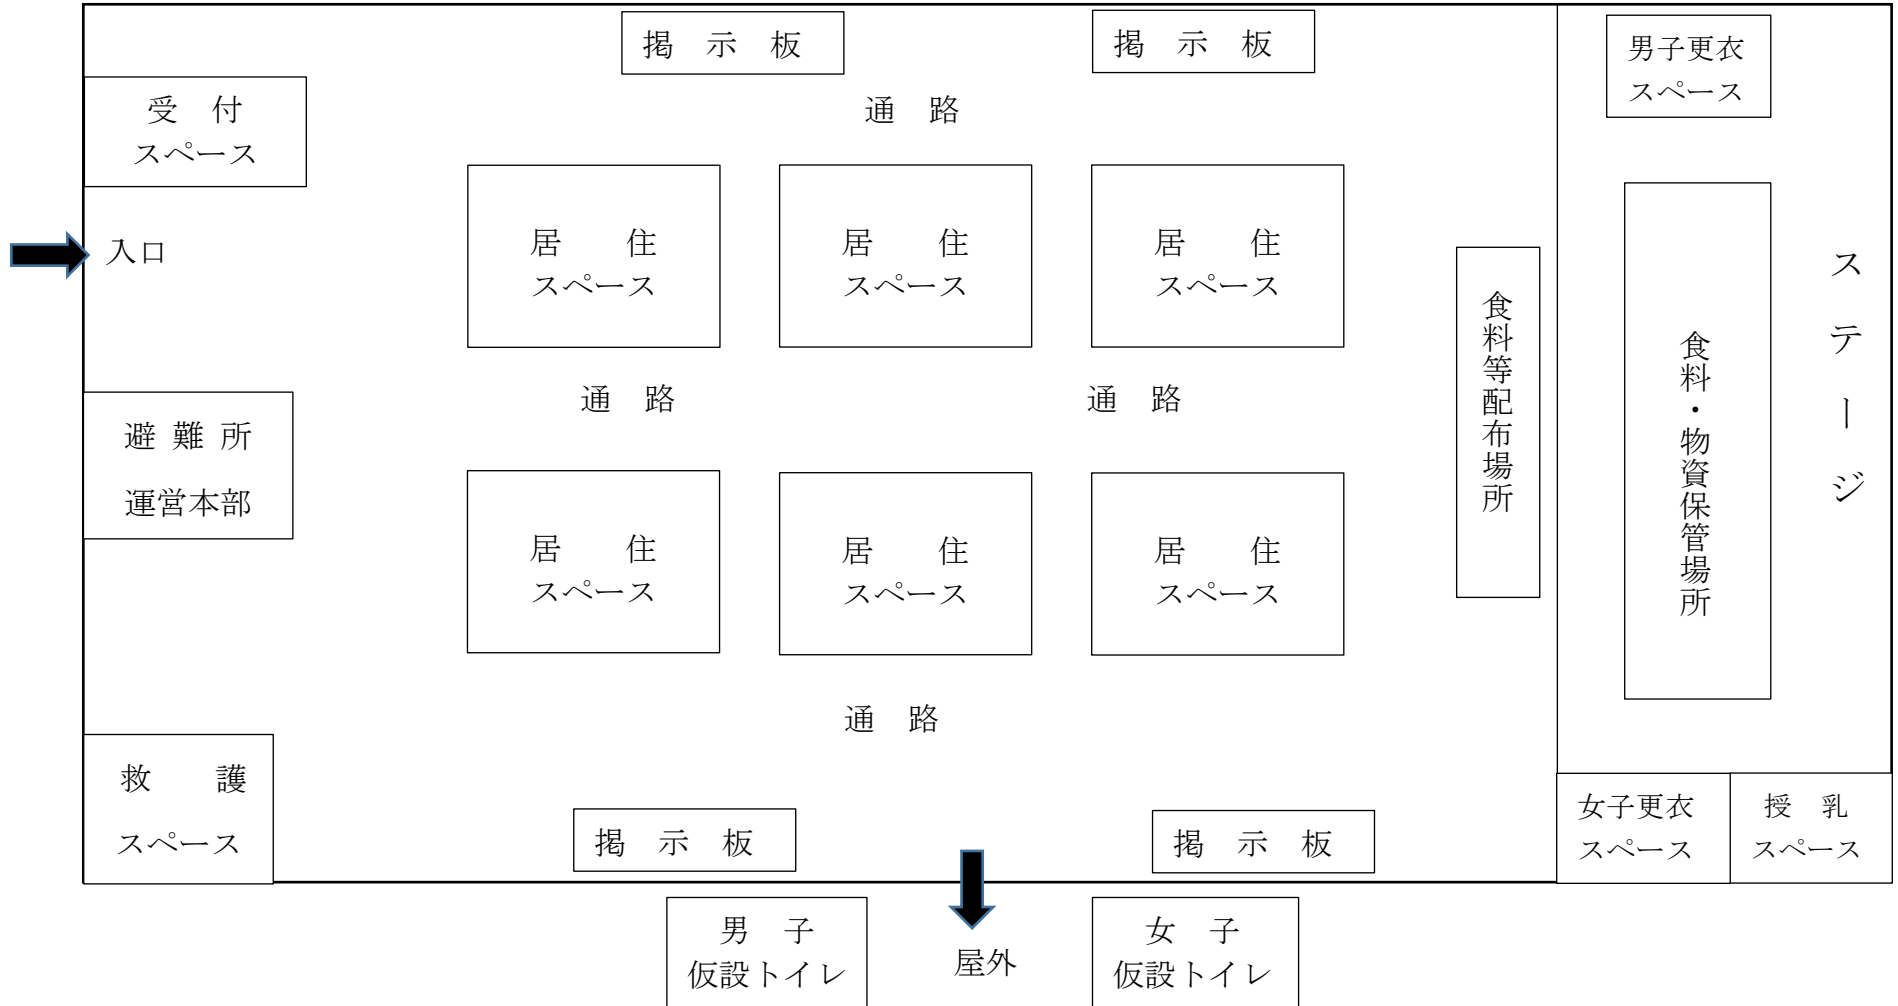 掲　示　板
掲　示　板
男子更衣
スペース
受　付
スペース
通　路
入口
居　　住
スペース
居　　住
スペース
居　　住
スペース
食料等配布場所
食料・物資保管場所
ステージ
通　路
通　路
避 難 所
運営本部
居　　住
スペース
居　　住
スペース
居　　住
スペース
通　路
救　　護
スペース
掲　示　板
掲　示　板
女子更衣
スペース
授　乳
スペース
男　子
仮設トイレ
屋外
女　子
仮設トイレ